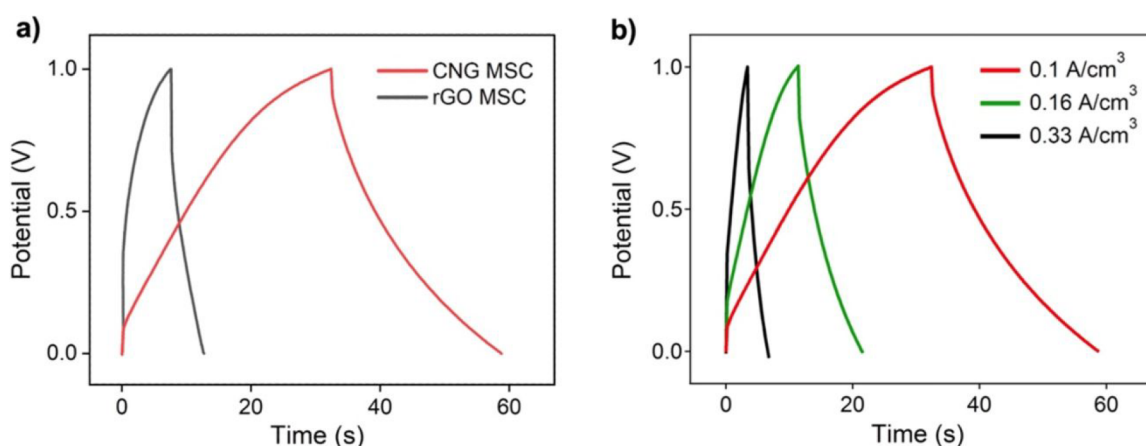 a)
CNG MSC
rGO MSC
1.0
0.5
0.0
Potential (V)
0
20
40
60
Time (s)
b)
0.1 A/cm³
0.16 A/cm³
0.33 A/cm³
1.0
0.5
0.0
Potential (V)
0
20
40
60
Time (s)